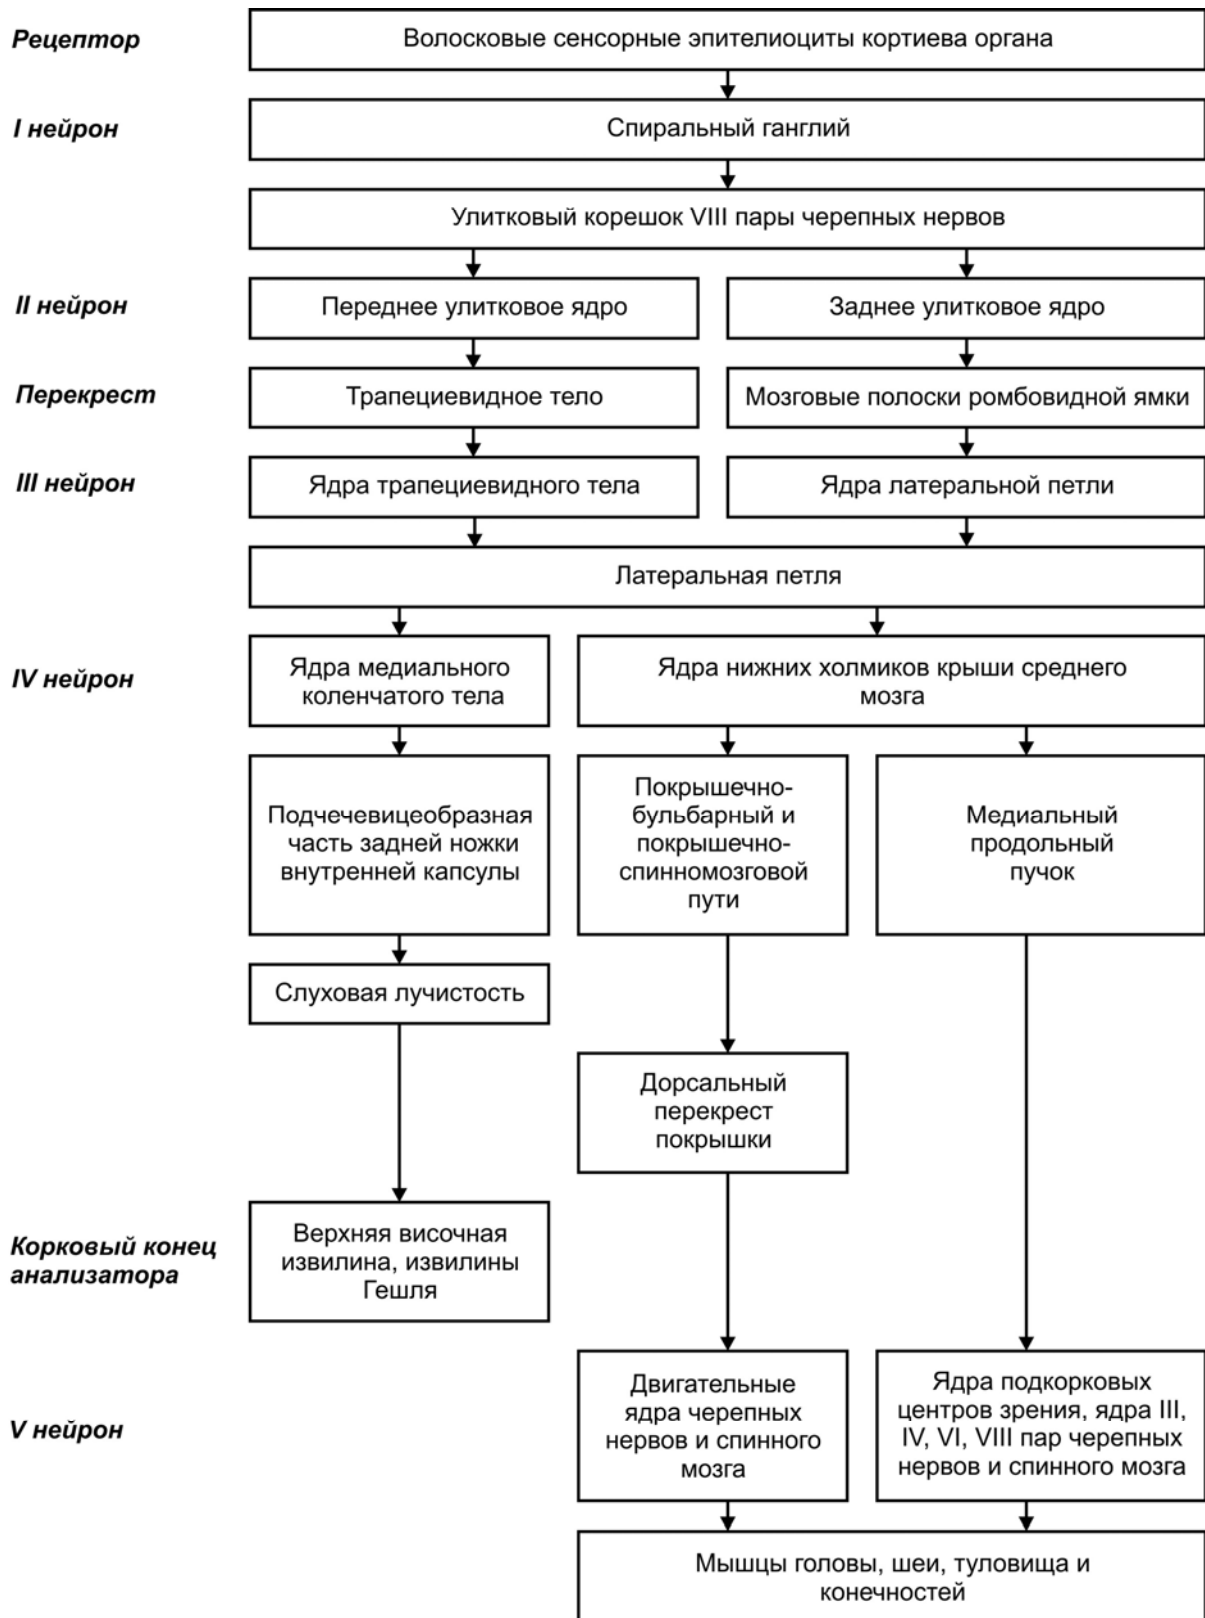 Рецептор
Волосковые сенсорные эпителиоциты кортиева органа
I нейрон
Спиральный ганглий
Улитковый корешок VIII пары черепных нервов
II нейрон
Переднее улитковое ядро
Заднее улитковое ядро
Перекрест
Трапециевидное тело
Мозговые полоски ромбовидной ямки
III нейрон
Ядра трапециевидного тела
Ядра латеральной петли
Латеральная петля
IV нейрон
Ядра медиального
коленчатого тела
Ядра нижних холмиков крыши среднего
мозга
Подчечевицеобразная
часть задней ножки
внутренней капсулы
Покрышечно-
бульбарный и
покрышечно-
спинномозговой
пути
Медиальный
продольный
пучок
Слуховая лучистость
Дорсальный
перекрест
покрышки
Корковый конец
анализатора
Верхняя височная
извилина, извилины
Гешля
V нейрон
Двигательные
ядра черепных
нервов и спинного
мозга
Ядра подкорковых
центров зрения, ядра III,
IV, VI, VIII пар черепных
нервов и спинного мозга
Мышцы головы, шеи, туловища и
конечностей